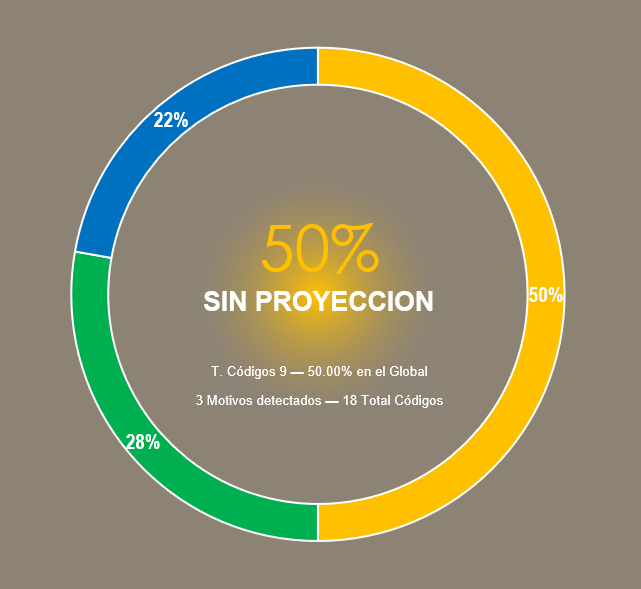 22%
50%
SIN PROYECCION
50%
T. Códigos 9 — 50.00% en el Global
3 Motivos detectados — 18 Total Códigos
28%